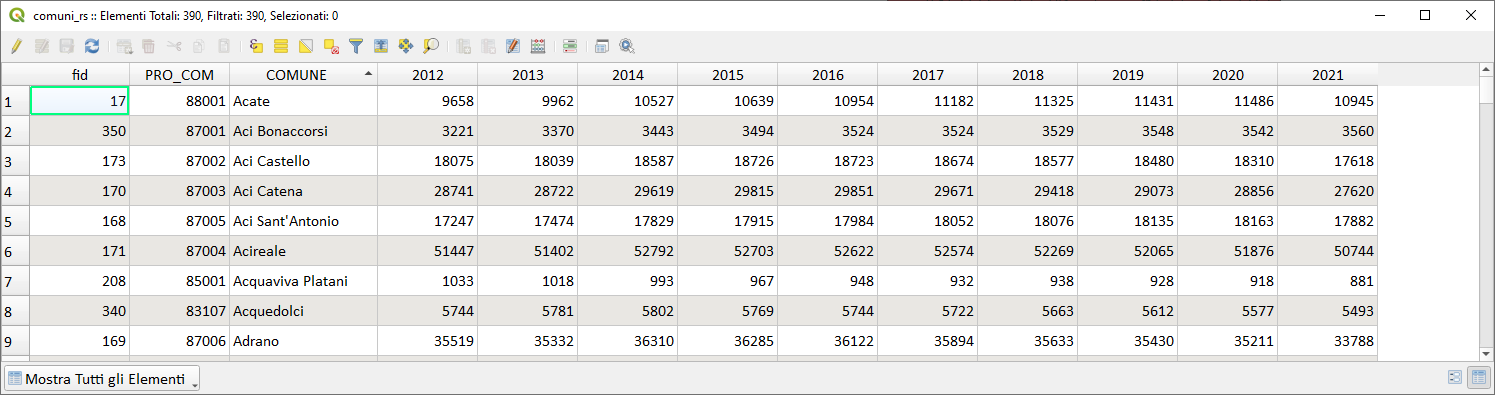 comuni_rs :: Elementi Totali: 390, Filtrati: 390, Selezionati: 0
fid PRO_COM COMUNE 2012 2013 2014 2015 2016 2017 2018 2019 2020 2021
1 17 88001 Acate 9658 9962 10527 10639 10954 11182 11325 11431 11486 10945
2 350 87001 Aci Bonaccorsi 3221 3370 3443 3494 3524 3524 3529 3548 3542 3560
3 173 87002 Aci Castello 18075 18039 18587 18726 18723 18674 18577 18480 18310 17618
4 170 87003 Aci Catena 28741 28722 29619 29815 29851 29671 29418 29073 28856 27620
5 168 87005 Aci Sant'Antonio 17247 17474 17829 17915 17984 18052 18076 18135 18163 17882
6 171 87004 Acireale 51447 51402 52792 52703 52622 52574 52269 52065 51876 50744
7 208 85001 Acquaviva Platani 1033 1018 993 967 948 932 938 928 918 881
8 340 83107 Acquedolci 5744 5781 5802 5769 5744 5722 5663 5612 5577 5493
9 169 87006 Adrano 35519 35332 36310 36285 36122 35894 35633 35430 35211 33788
Mostra Tutti gli Elementi